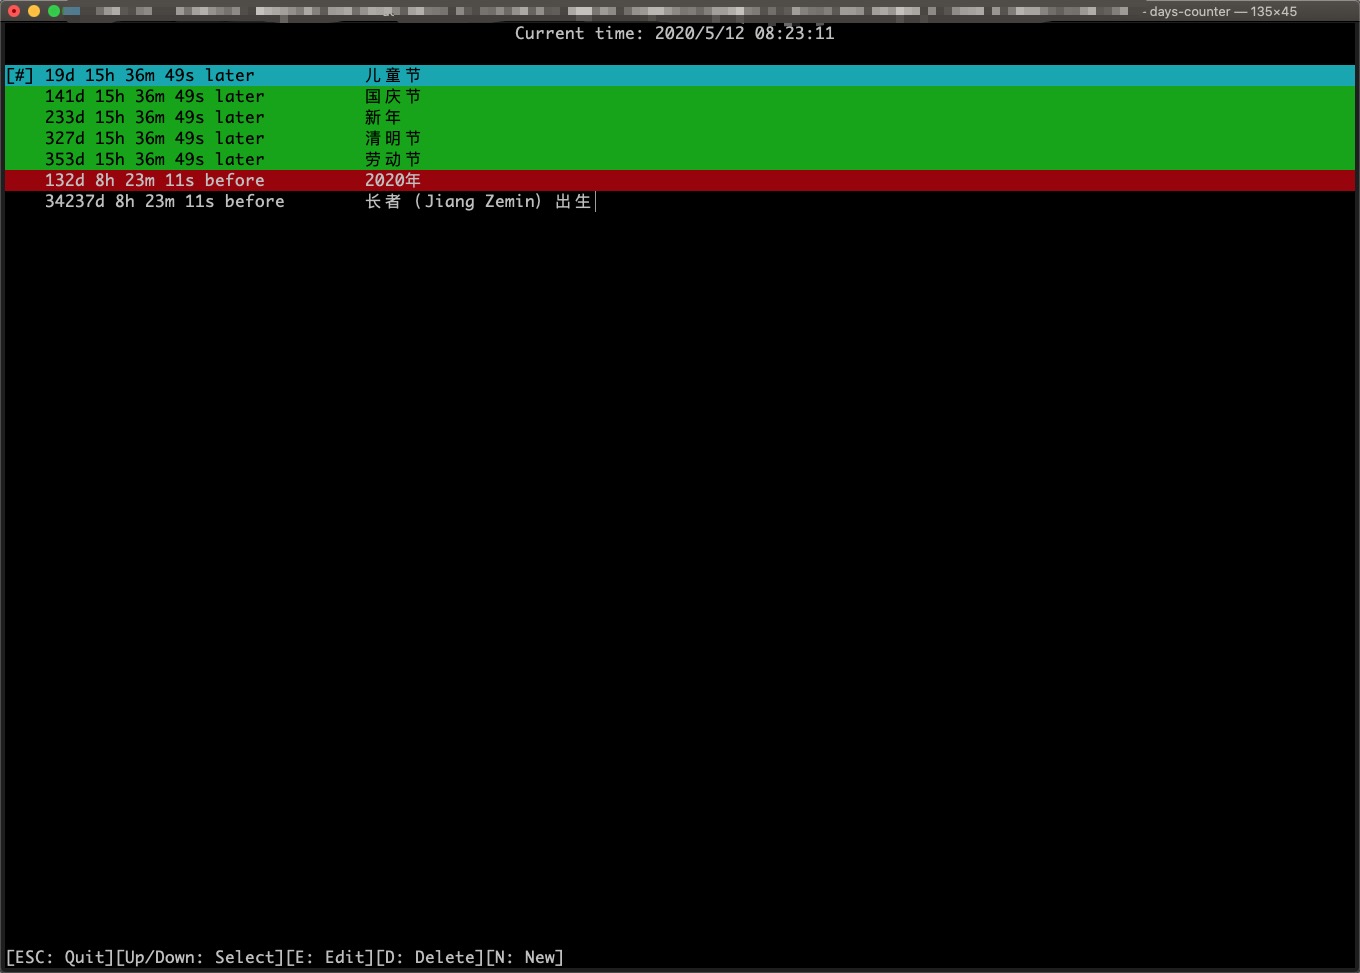 - days-counter — 135×45
Current time: 2020/5/12 08:23:11
[#] 19d 15h 36m 49s later 儿童节
141d 15h 36m 49s later 国庆节
233d 15h 36m 49s later 新年
327d 15h 36m 49s later 清明节
353d 15h 36m 49s later 劳动节
132d 8h 23m 11s before 2020年
34237d 8h 23m 11s before 长者 (Jiang Zemin) 出生
[ESC: Quit][Up/Down: Select][E: Edit][D: Delete][N: New]